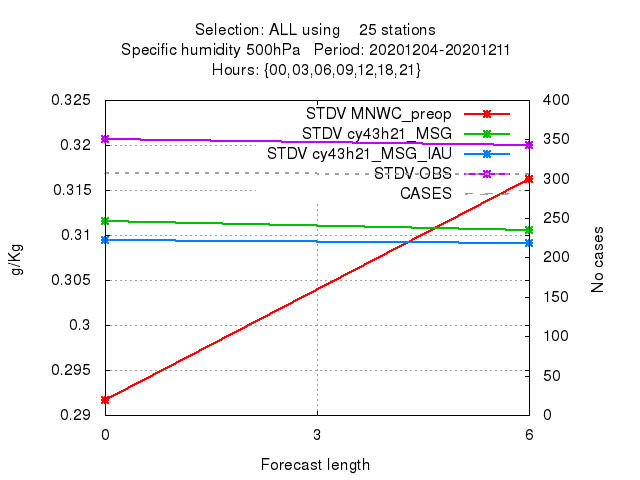 Selection: ALL using 25 stations
Specific humidity 500hPa Period: 20201204-20201211
Hours: {00,03,06,09,12,18,21}
0.325
0.32
0.315
0.31
0.305
0.3
0.295
0.29
g/Kg
STDV MNWC_preop
STDV cy43h21_MSG
STDV cy43h21_MSG_IAU
STDV OBS
CASES
400
350
300
250
200
150
100
50
0
No cases
0 3 6
Forecast length